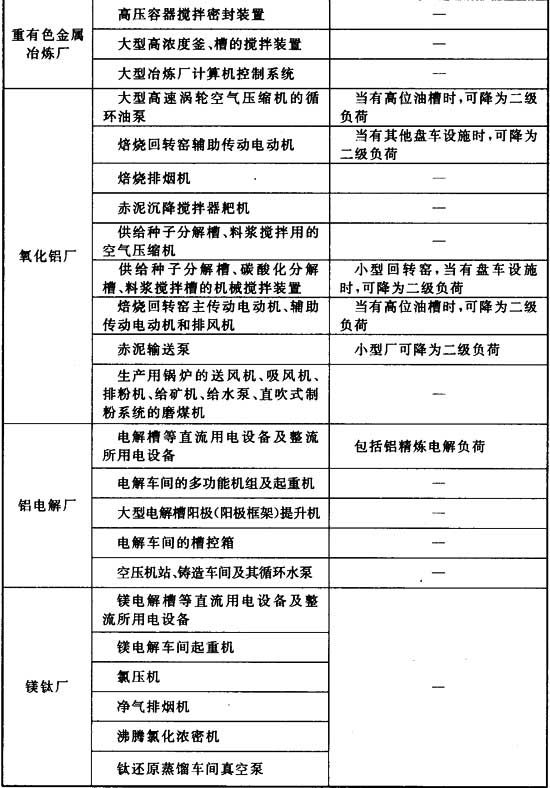 重有色金属
冶炼厂
高压容器搅拌密封装置
—
大型高浓度釜、槽的搅拌装置
—
大型冶炼厂计算机控制系统
—
氧化铝厂
大型高速涡轮空气压缩机的循
环油泵
当有高位油槽时,可降为二级
负荷
焙烧回转窑辅助传动电动机
当有其他盘车设施时,可降为
二级负荷
焙烧排烟机
—
赤泥沉降搅拌器耙机
—
供给种子分解槽、料浆搅拌用的
空气压缩机
—
供给种子分解槽、碳酸化分解
槽、料浆搅拌槽的机械搅拌装置
小型回转窑,当有盘车设施
时,可降为二级负荷
焙烧回转窑主传动电动机、辅助
传动电动机和排风机
当有高位油槽时,可降为二级
负荷
赤泥输送泵
小型厂可降为二级负荷
生产用锅炉的送风机、吸风机、
排粉机、给矿机、给水泵、直吹式制
粉系统的磨煤机
—
铝电解厂
电解槽等直流用电设备及整流
所用电设备
包括铝精炼电解负荷
电解车间的多功能机组及起重机
—
大型电解槽阳极(阳极框架)提升机
—
电解车间的槽控箱
—
空压机站、铸造车间及其循环水泵
—
镁钛厂
镁电解槽等直流用电设备及整
流所用电设备
镁电解车间起重机
氯压机
净气排烟机
沸腾氯化浓密机
钛还原蒸馏车间真空泵
—